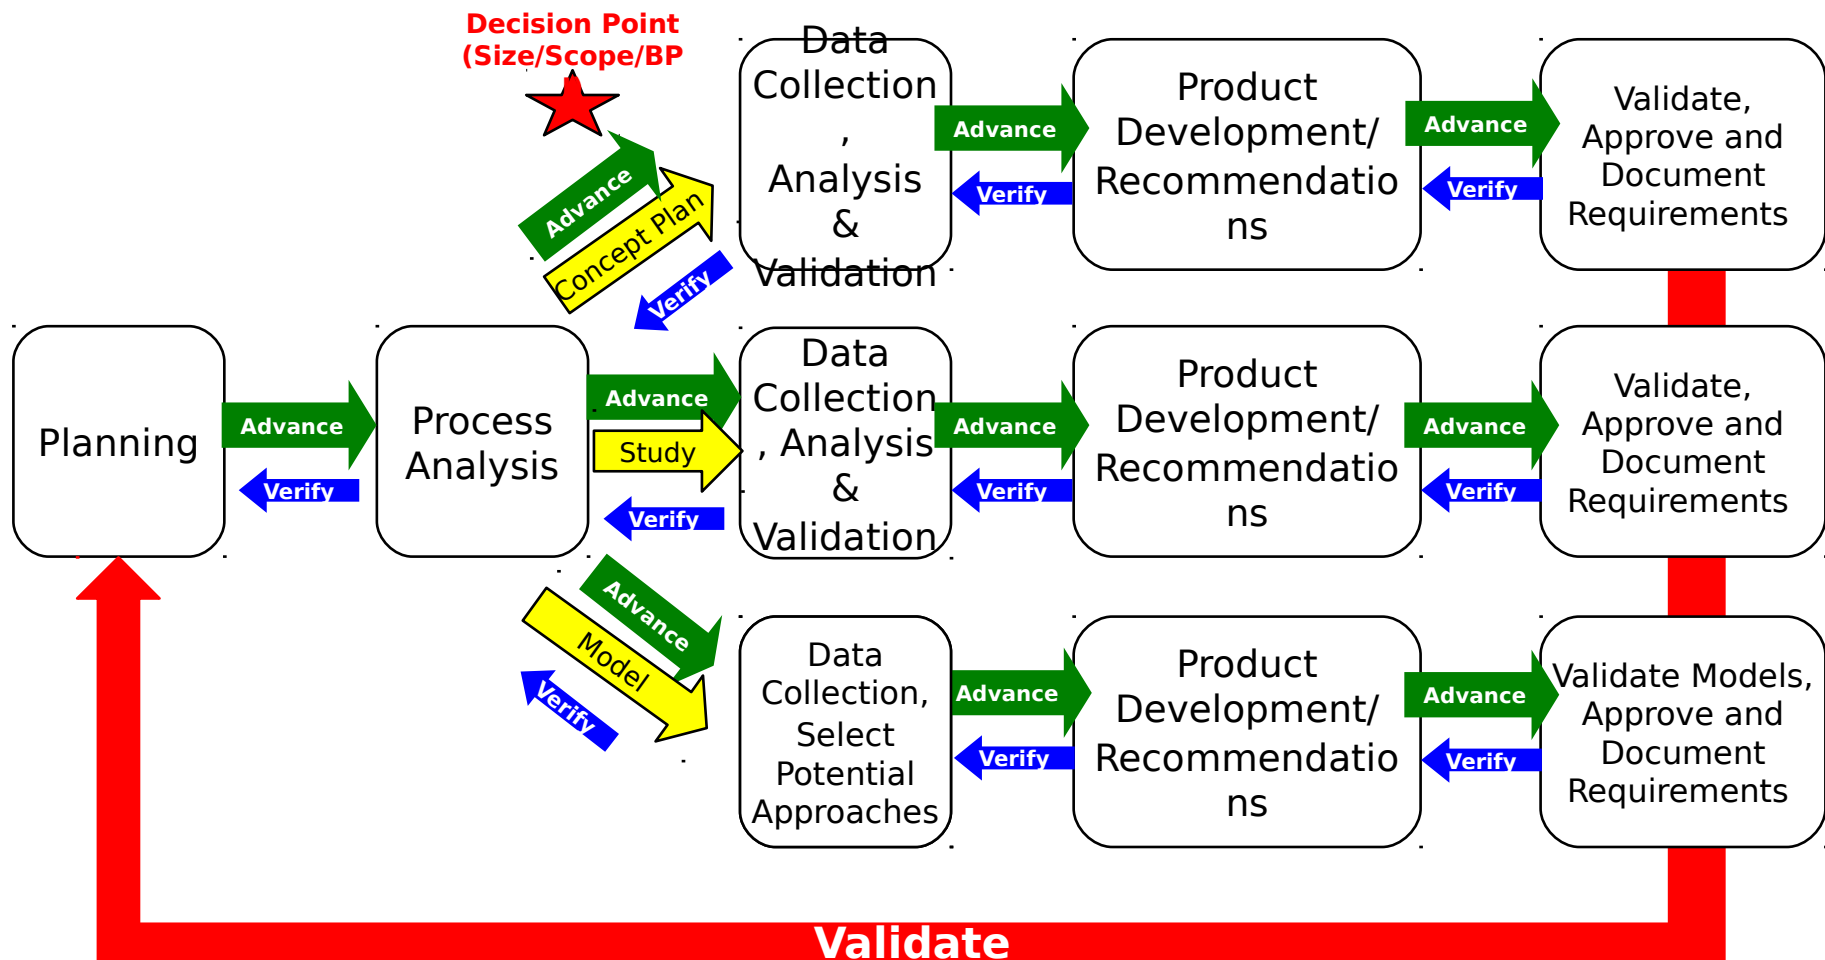 Decision Point
(Size/Scope/BP
Advance
Concept Plan
Verify
Data
Collection
,
Analysis
&
Validation
Advance
Verify
Product
Development/
Recommendatio
ns
Advance
Verify
Validate,
Approve and
Document
Requirements
Planning
Advance
Verify
Process
Analysis
Advance
Study
Verify
Data
Collection
, Analysis
&
Validation
Advance
Verify
Product
Development/
Recommendatio
ns
Advance
Verify
Validate,
Approve and
Document
Requirements
Advance
Model
Verify
Data
Collection,
Select
Potential
Approaches
Advance
Verify
Product
Development/
Recommendatio
ns
Advance
Verify
Validate Models,
Approve and
Document
Requirements
Validate